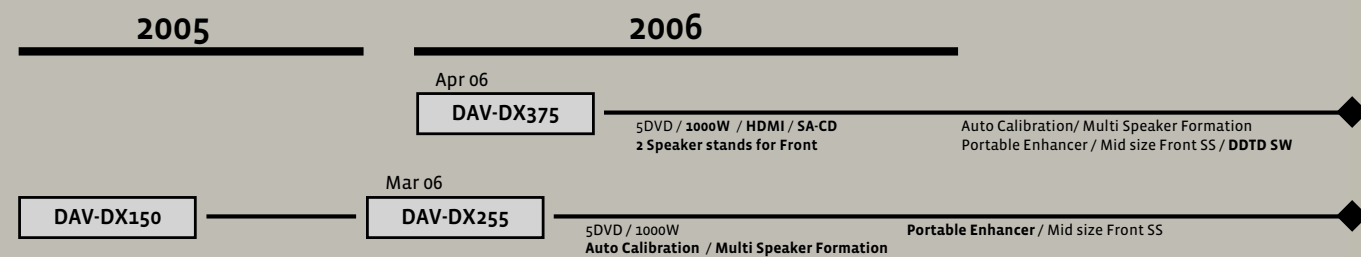 2005
2006
Apr 06
DAV-DX375
5DVD / 1000W / HDMI / SA-CD
2 Speaker stands for Front
Auto Calibration/ Multi Speaker Formation
Portable Enhancer / Mid size Front SS / DDTD SW
Mar 06
DAV-DX150
DAV-DX255
5DVD / 1000W
Auto Calibration / Multi Speaker Formation
Portable Enhancer / Mid size Front SS